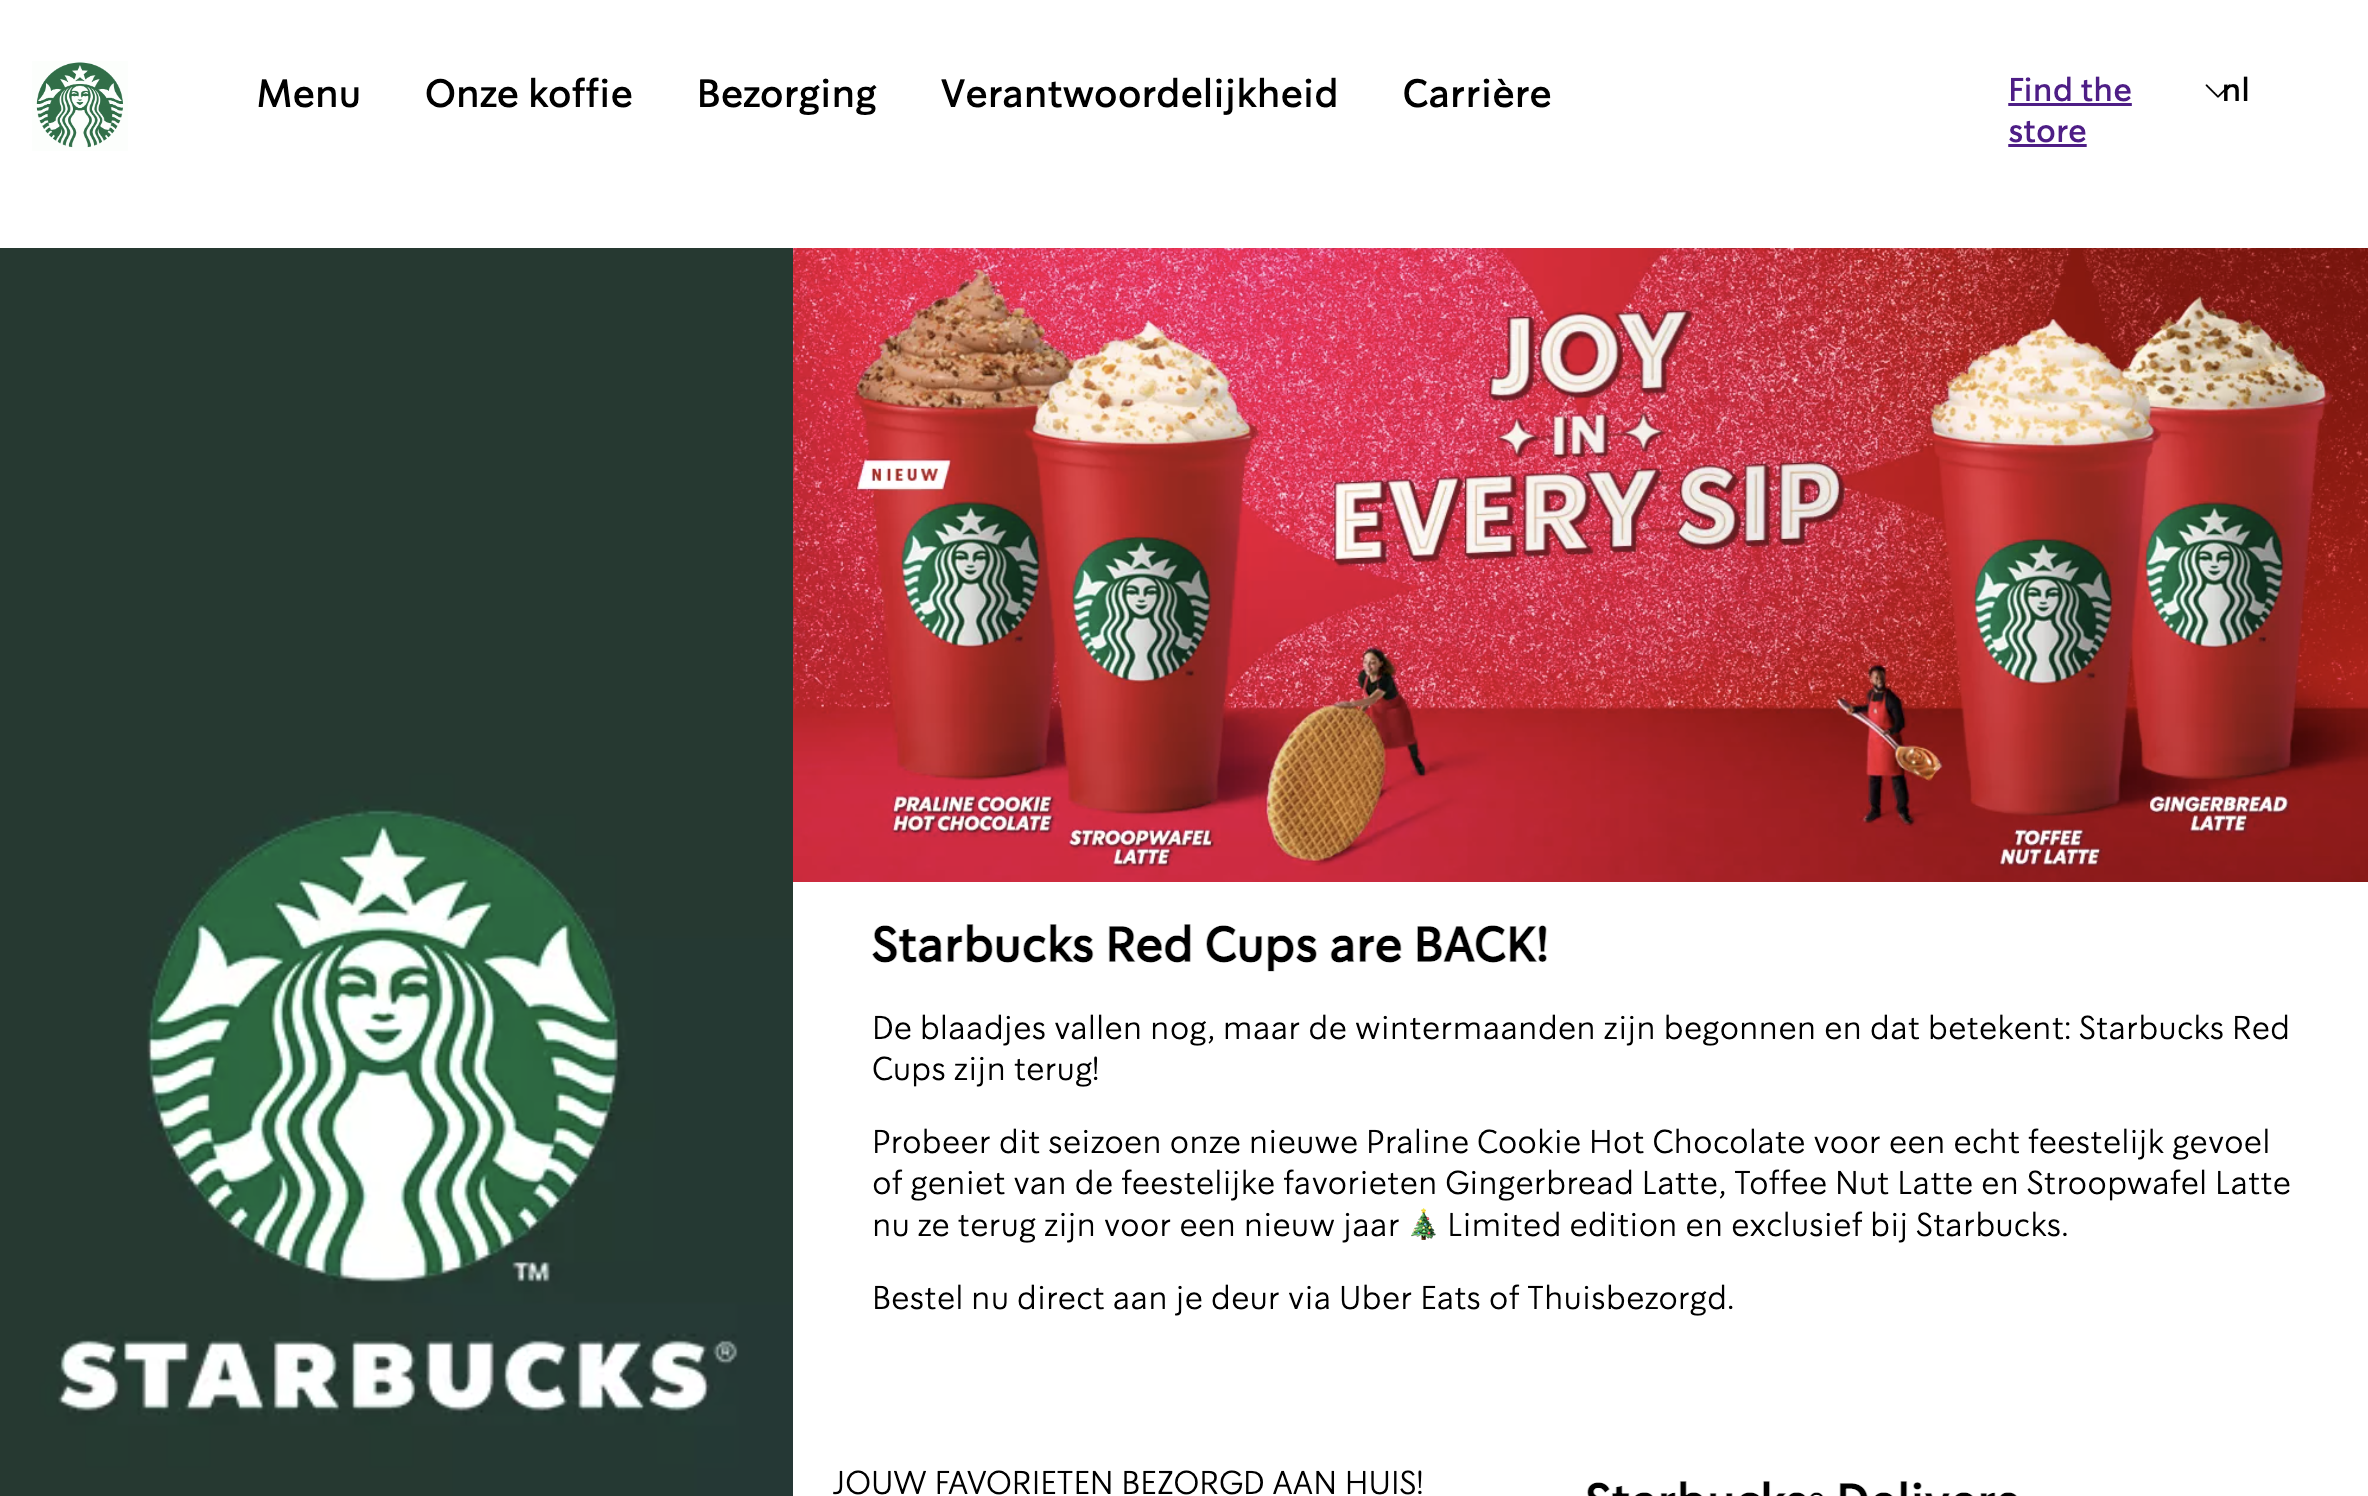 Menu
Onze koffie
Bezorging
Verantwoordelijkheid
Carrière
Find the
store
nl
JOY
IN
EVERY SIP
NIEUW
PRALINE COOKIE
HOT CHOCOLATE
STROOPWAFEL
LATTE
TOFFEE
NUT LATTE
GINGERBREAD
LATTE
TM
STARBUCKS®
Starbucks Red Cups are BACK!
De blaadjes vallen nog, maar de wintermaanden zijn begonnen en dat betekent: Starbucks Red
Cups zijn terug!
Probeer dit seizoen onze nieuwe Praline Cookie Hot Chocolate voor een echt feestelijk gevoel
of geniet van de feestelijke favorieten Gingerbread Latte, Toffee Nut Latte en Stroopwafel Latte
nu ze terug zijn voor een nieuw jaar 🎄 Limited edition en exclusief bij Starbucks.
Bestel nu direct aan je deur via Uber Eats of Thuisbezorgd.
JOUW FAVORIETEN BEZORGD AAN HUIS!
Starbucks® Delivers